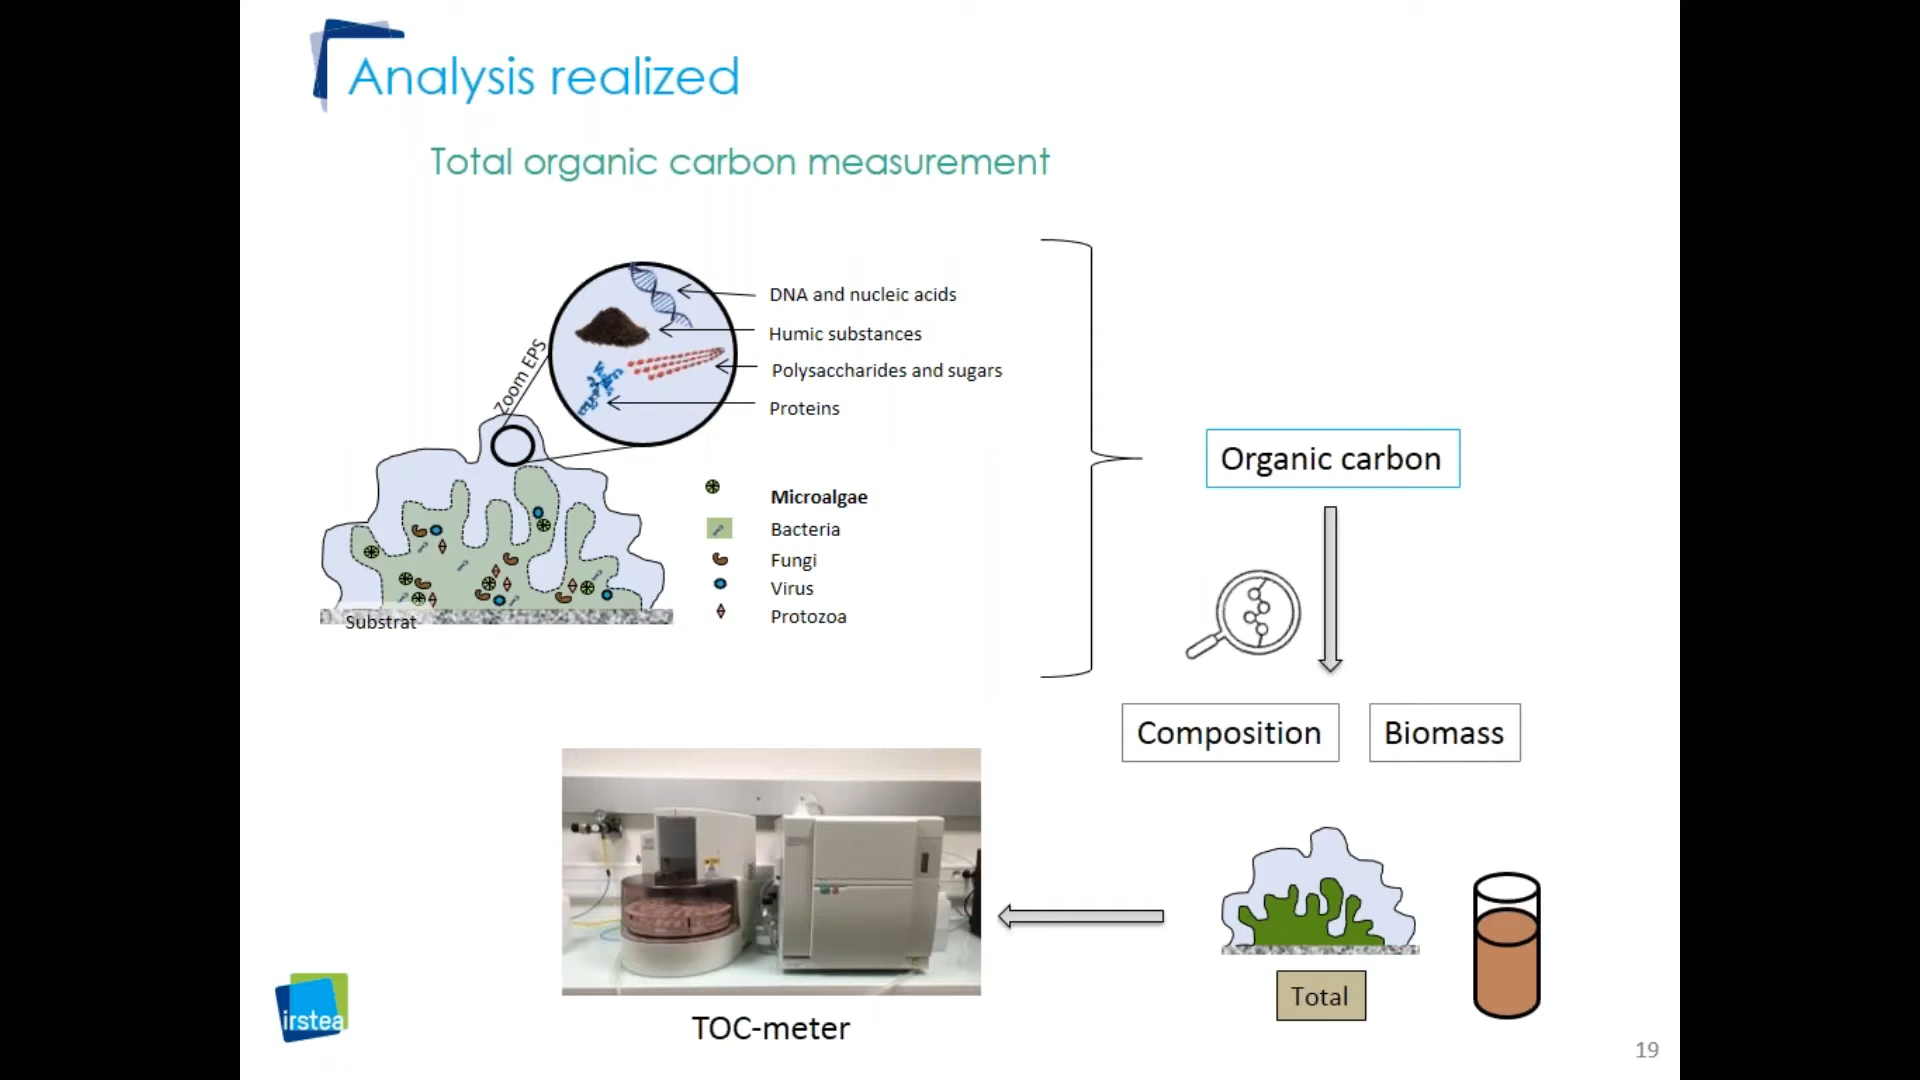 Analysis realized
Total organic carbon measurement
DNA and nucleic acids
Humic substances
Polysaccharides and sugars
Proteins
Zoom EPS
Microalgae
Bacteria
Fungi
Virus
Protozoa
Substrat
Organic carbon
Composition
Biomass
Total
TOC-meter
irstea
19